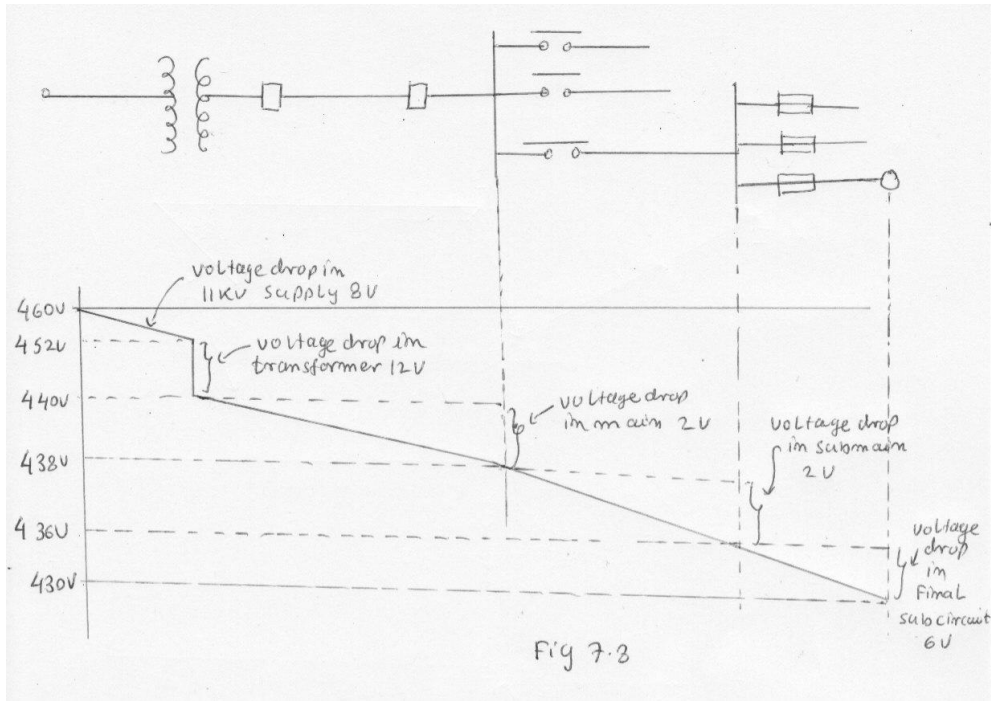 voltage drop in
11KV supply 8V
460V
452V
voltage drop in
transformer 12V
440V
voltage drop
in main 2V
voltage drop
in submain
2V
438V
436V
voltage
drop
in
Final
subcircuit
6V
430V
Fig 7.3